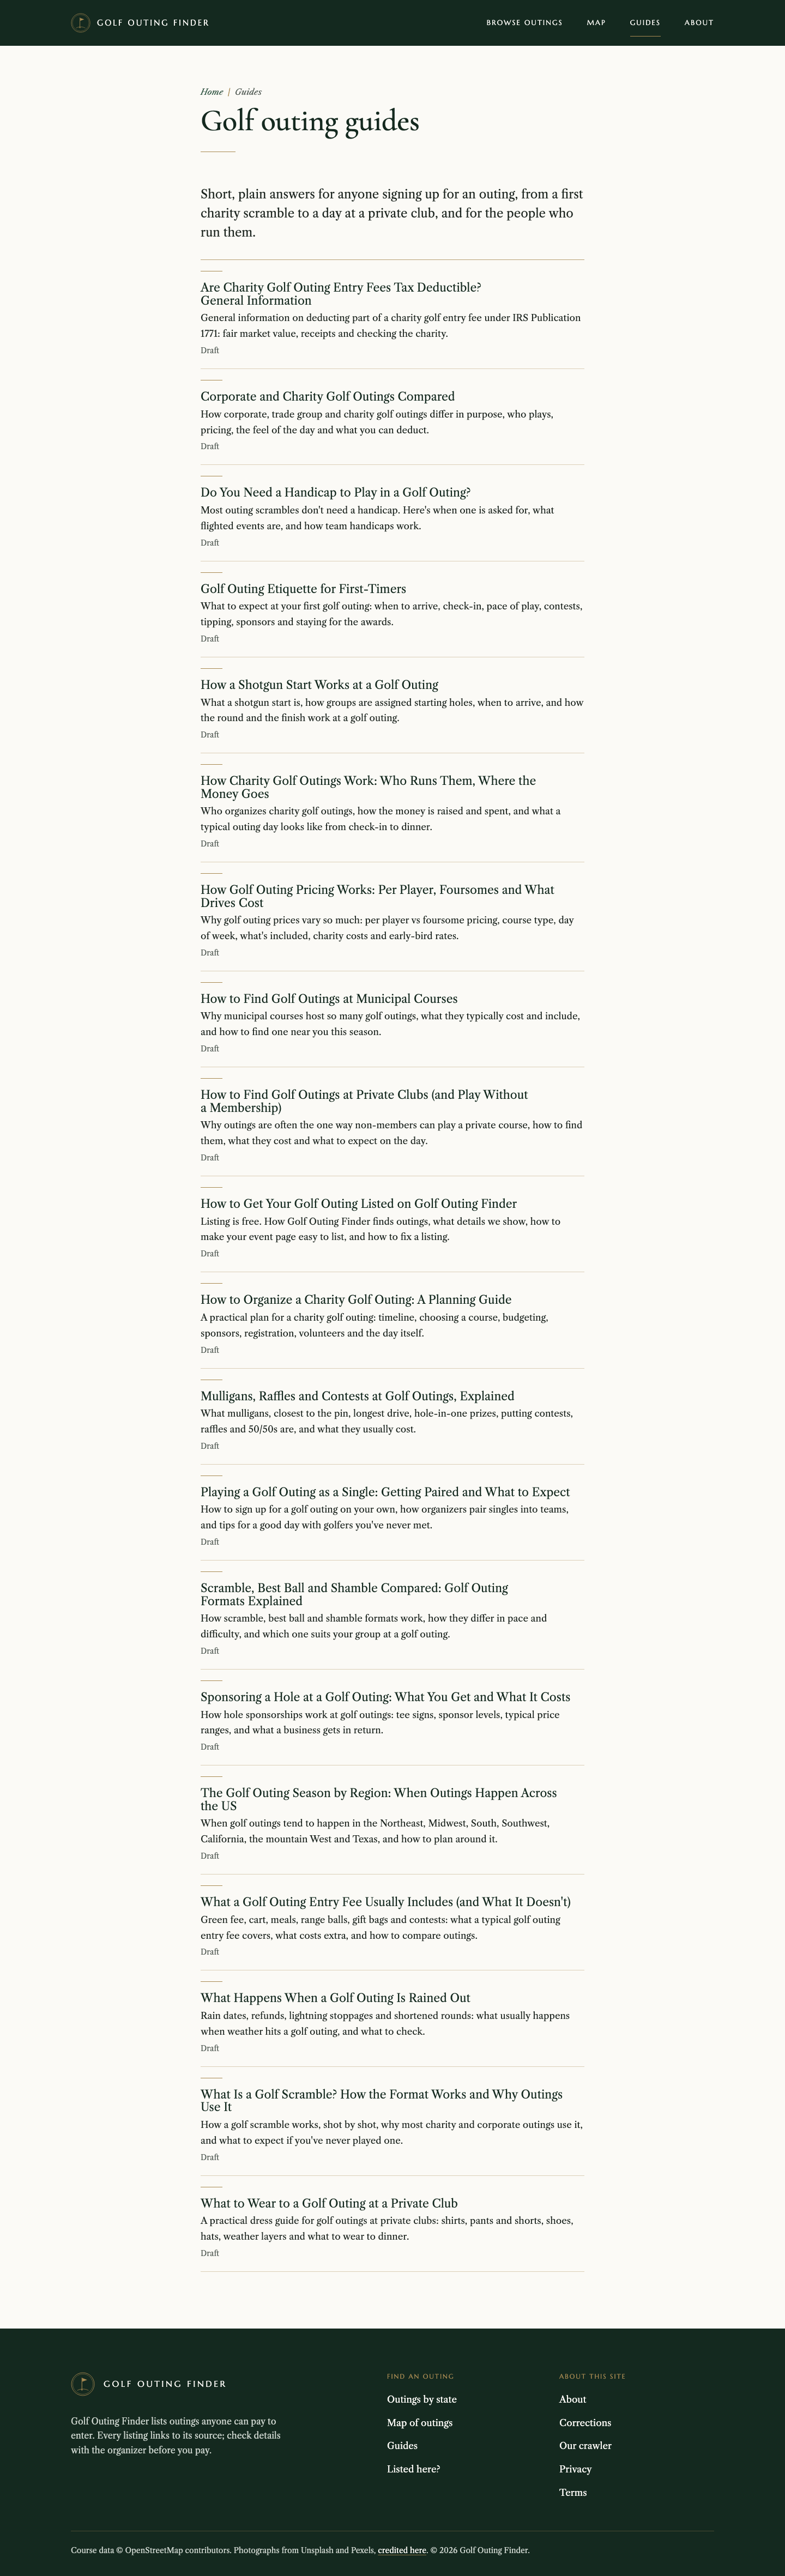 GOLF OUTING FINDER
BROWSE OUTINGS MAP GUIDES ABOUT
Home | Guides
Golf outing guides
Short, plain answers for anyone signing up for an outing, from a first
charity scramble to a day at a private club, and for the people who
run them.
Are Charity Golf Outing Entry Fees Tax Deductible?
General Information
General information on deducting part of a charity golf entry fee under IRS Publication
1771: fair market value, receipts and checking the charity.
Draft
Corporate and Charity Golf Outings Compared
How corporate, trade group and charity golf outings differ in purpose, who plays,
pricing, the feel of the day and what you can deduct.
Draft
Do You Need a Handicap to Play in a Golf Outing?
Most outing scrambles don't need a handicap. Here's when one is asked for, what
flighted events are, and how team handicaps work.
Draft
Golf Outing Etiquette for First-Timers
What to expect at your first golf outing: when to arrive, check-in, pace of play, contests,
tipping, sponsors and staying for the awards.
Draft
How a Shotgun Start Works at a Golf Outing
What a shotgun start is, how groups are assigned starting holes, when to arrive, and how
the round and the finish work at a golf outing.
Draft
How Charity Golf Outings Work: Who Runs Them, Where the
Money Goes
Who organizes charity golf outings, how the money is raised and spent, and what a
typical outing day looks like from check-in to dinner.
Draft
How Golf Outing Pricing Works: Per Player, Foursomes and What
Drives Cost
Why golf outing prices vary so much: per player vs foursome pricing, course type, day
of week, what's included, charity costs and early-bird rates.
Draft
How to Find Golf Outings at Municipal Courses
Why municipal courses host so many golf outings, what they typically cost and include,
and how to find one near you this season.
Draft
How to Find Golf Outings at Private Clubs (and Play Without
a Membership)
Why outings are often the one way non-members can play a private course, how to find
them, what they cost and what to expect on the day.
Draft
How to Get Your Golf Outing Listed on Golf Outing Finder
Listing is free. How Golf Outing Finder finds outings, what details we show, how to
make your event page easy to list, and how to fix a listing.
Draft
How to Organize a Charity Golf Outing: A Planning Guide
A practical plan for a charity golf outing: timeline, choosing a course, budgeting,
sponsors, registration, volunteers and the day itself.
Draft
Mulligans, Raffles and Contests at Golf Outings, Explained
What mulligans, closest to the pin, longest drive, hole-in-one prizes, putting contests,
raffles and 50/50s are, and what they usually cost.
Draft
Playing a Golf Outing as a Single: Getting Paired and What to Expect
How to sign up for a golf outing on your own, how organizers pair singles into teams,
and tips for a good day with golfers you've never met.
Draft
Scramble, Best Ball and Shamble Compared: Golf Outing
Formats Explained
How scramble, best ball and shamble formats work, how they differ in pace and
difficulty, and which one suits your group at a golf outing.
Draft
Sponsoring a Hole at a Golf Outing: What You Get and What It Costs
How hole sponsorships work at golf outings: tee signs, sponsor levels, typical price
ranges, and what a business gets in return.
Draft
The Golf Outing Season by Region: When Outings Happen Across
the US
When golf outings tend to happen in the Northeast, Midwest, South, Southwest,
California, the mountain West and Texas, and how to plan around it.
Draft
What a Golf Outing Entry Fee Usually Includes (and What It Doesn't)
Green fee, cart, meals, range balls, gift bags and contests: what a typical golf outing
entry fee covers, what costs extra, and how to compare outings.
Draft
What Happens When a Golf Outing Is Rained Out
Rain dates, refunds, lightning stoppages and shortened rounds: what usually happens
when weather hits a golf outing, and what to check.
Draft
What Is a Golf Scramble? How the Format Works and Why Outings
Use It
How a golf scramble works, shot by shot, why most charity and corporate outings use it,
and what to expect if you've never played one.
Draft
What to Wear to a Golf Outing at a Private Club
A practical dress guide for golf outings at private clubs: shirts, pants and shorts, shoes,
hats, weather layers and what to wear to dinner.
Draft
GOLF OUTING FINDER
Golf Outing Finder lists outings anyone can pay to
enter. Every listing links to its source; check details
with the organizer before you pay.
FIND AN OUTING
Outings by state
Map of outings
Guides
Listed here?
ABOUT THIS SITE
About
Corrections
Our crawler
Privacy
Terms
Course data © OpenStreetMap contributors. Photographs from Unsplash and Pexels, credited here. © 2026 Golf Outing Finder.